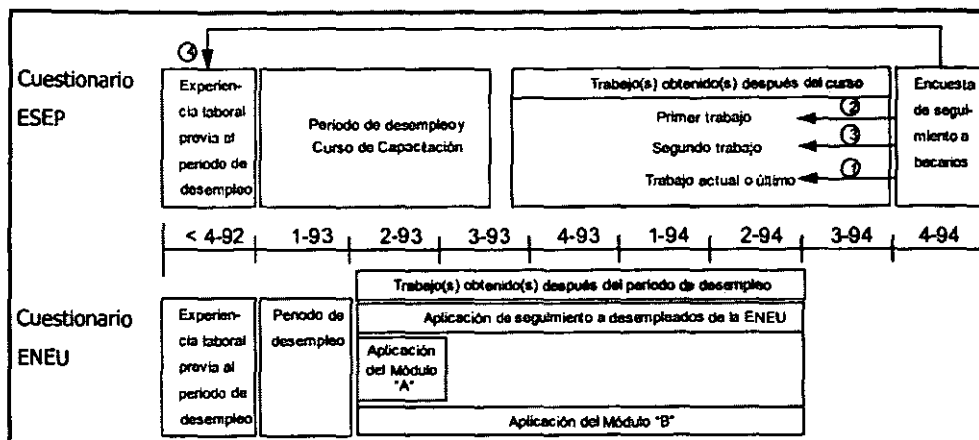 Cuestionario
ESEP
④
Experien-
cia laboral
previa al
periodo de
desempleo
Periodo de desempleo y
Curso de Capacitación
Trabajo(s) obtenido(s) después del curso
Primer trabajo
②
Segundo trabajo
③
Trabajo actual o último
①
Encuesta
de segui-
miento a
becarios
< 4-92 1-93 2-93 3-93 4-93 1-94 2-94 3-94 4-94
Cuestionario
ENEU
Experien-
cia laboral
previa al
periodo de
desempleo
Periodo de
desempleo
Trabajo(s) obtenido(s) después del periodo de desempleo
Aplicación de seguimiento a desempleados de la ENEU
Aplicación
del Módulo
"A"
Aplicación del Módulo "B"